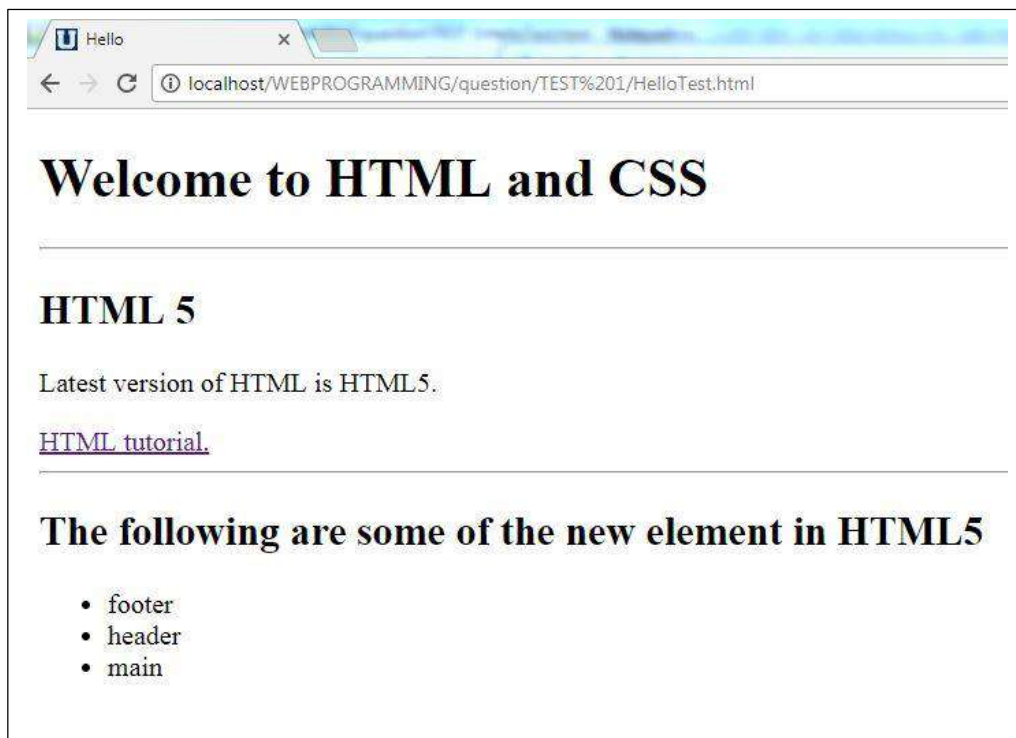 Hello
localhost/WEBPROGRAMMING/question/TEST%201/HelloTest.html
Welcome to HTML and CSS
HTML 5
Latest version of HTML is HTML5.
HTML tutorial.
The following are some of the new element in HTML5
• footer
• header
• main